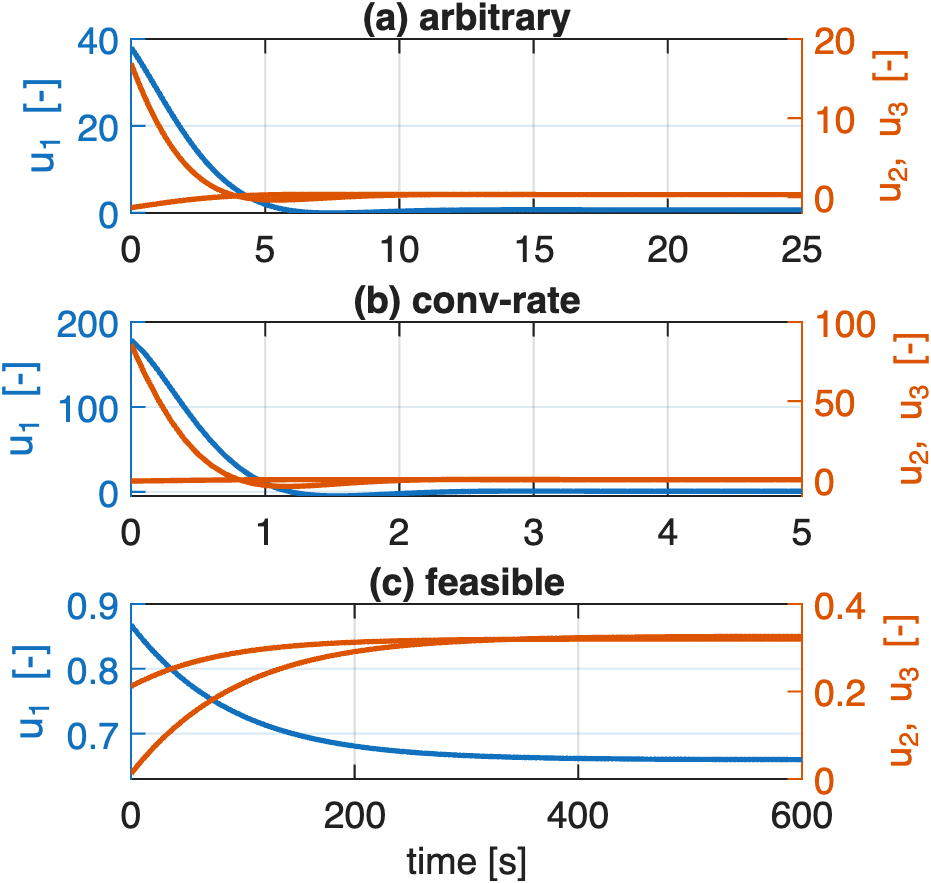 (a) arbitrary
40
20
0
u1 [-]
20
10
0
u2, u3 [-]
0 5 10 15 20 25
(b) conv-rate
200
100
0
u1 [-]
100
50
0
u2, u3 [-]
0 1 2 3 4 5
(c) feasible
0.9
0.8
0.7
u1 [-]
0.4
0.2
0
u2, u3 [-]
0 200 400 600
time [s]